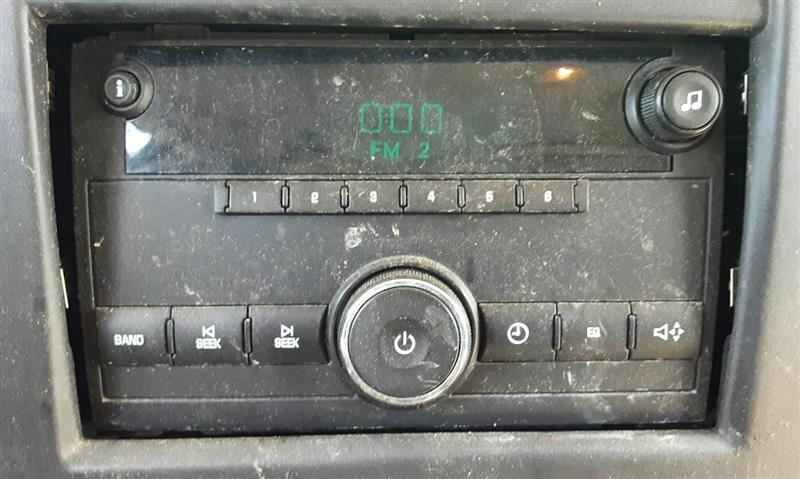 i
000
FM 2
1 2 3 4 5 6
BAND
SEEK
SEEK
EQ